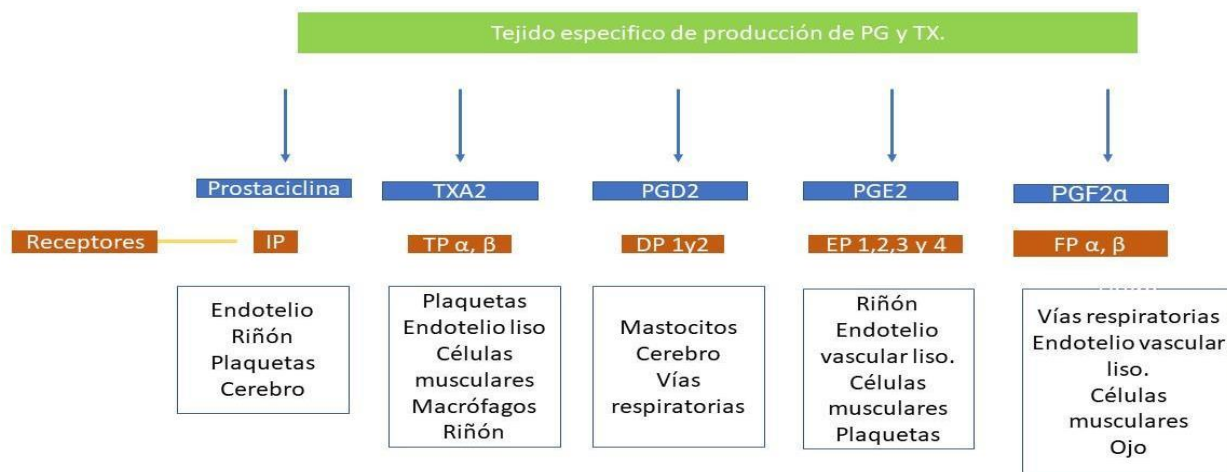 Tejido especifico de producción de PG y TX.
Prostaciclina
TXA2
PGD2
PGE2
PGF2α
Receptores
IP
TP α, β
DP 1y2
EP 1,2,3 y 4
FP α, β
Endotelio
Riñón
Plaquetas
Cerebro
Plaquetas
Endotelio liso
Células
musculares
Macrófagos
Riñón
Mastocitos
Cerebro
Vías
respiratorias
Riñón
Endotelio
vascular liso.
Células
musculares
Plaquetas
Vías respiratorias
Endotelio vascular
liso.
Células
musculares
Ojo